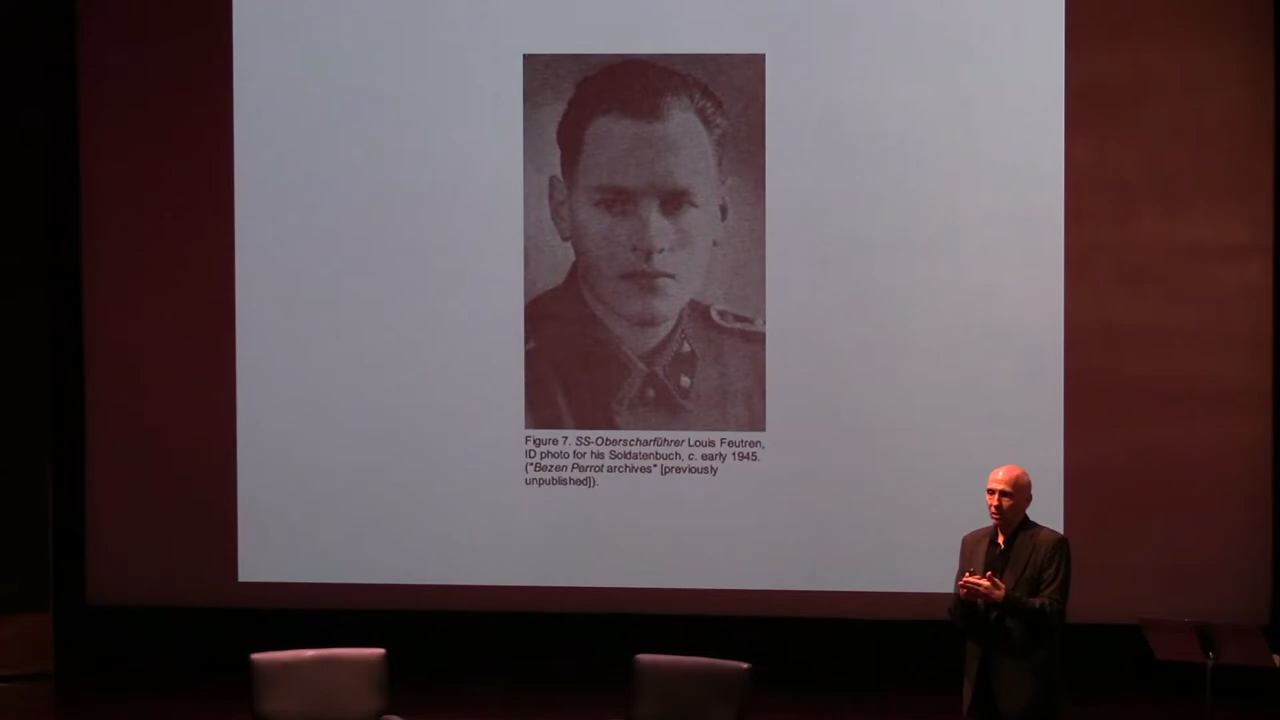 Figure 7. SS-Oberscharführer Louis Feutren,
ID photo for his Soldatenbuch, c. early 1945.
("Bezen Perrot archives" [previously
unpublished]).